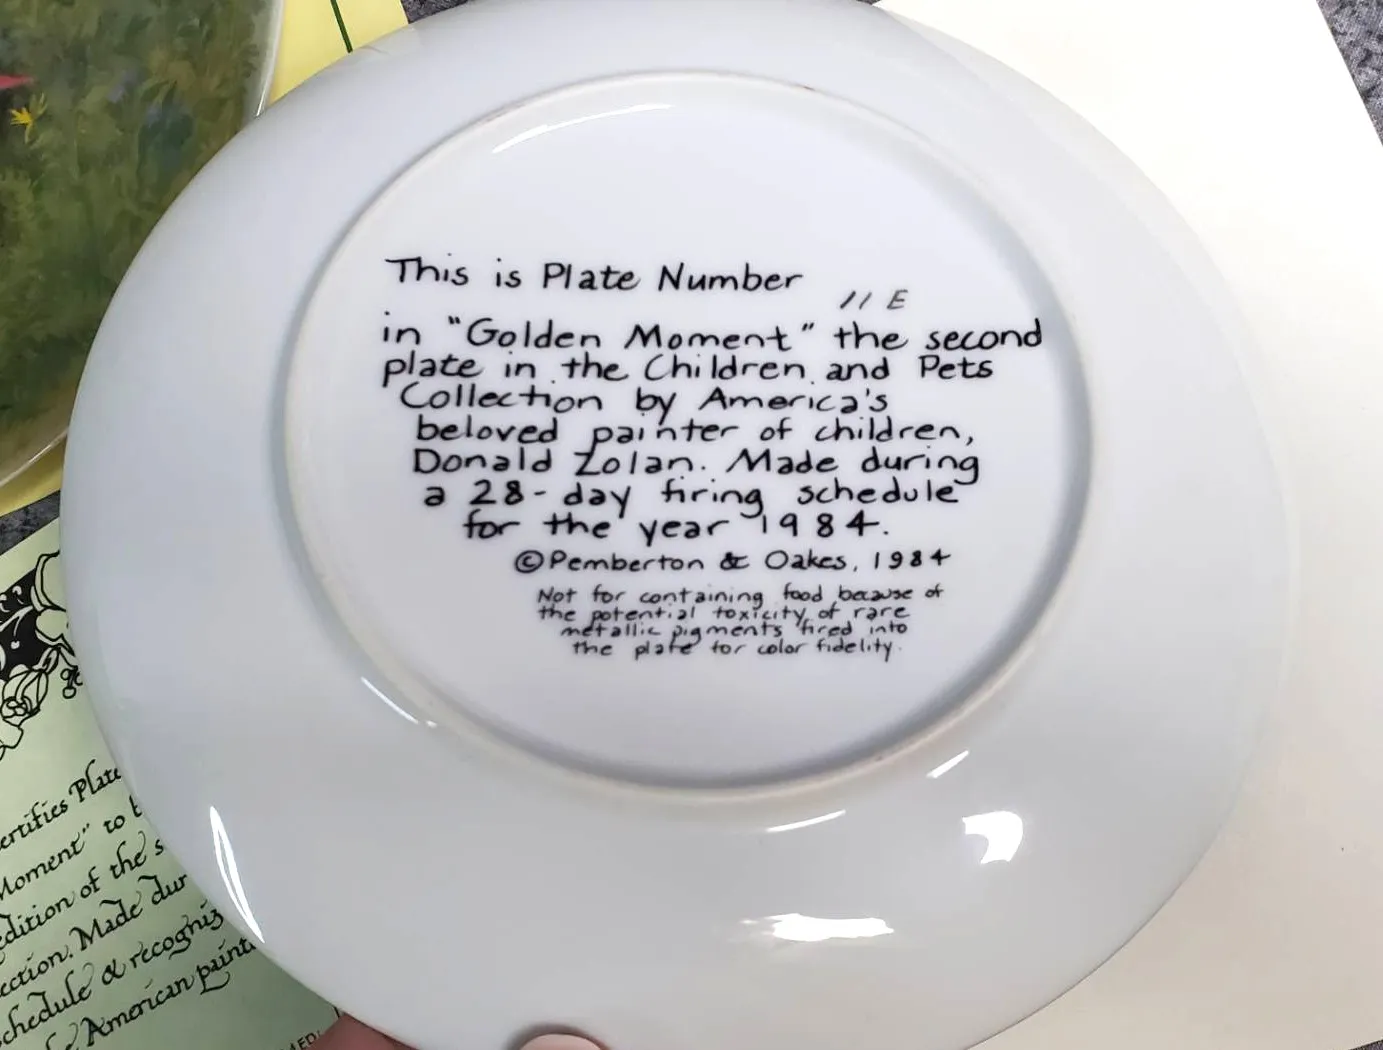 This is Plate Number
11 E
in "Golden Moment" the second
plate in the Children and Pets
Collection by America's
beloved painter of children,
Donald Zolan. Made during
a 28-day firing schedule
for the year 1984.
©Pemberton & Oakes, 1984
Not for containing food because of
the potential toxicity of rare
metallic pigments fired into
the plate for color fidelity.
ertifies Plate
Moment" to
edition of the s
ction. Made dur
chedule & recogniz
American paint